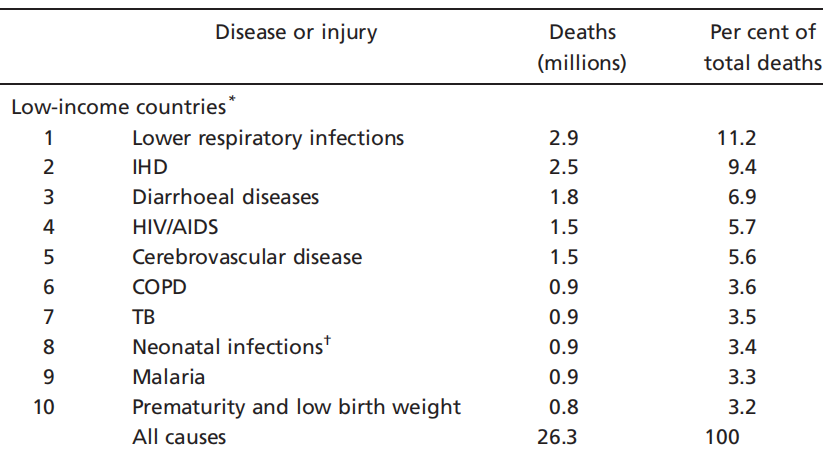 Disease or injury Deaths (millions) Per cent of total deaths
Low-income countries*
1 Lower respiratory infections 2.9 11.2
2 IHD 2.5 9.4
3 Diarrhoeal diseases 1.8 6.9
4 HIV/AIDS 1.5 5.7
5 Cerebrovascular disease 1.5 5.6
6 COPD 0.9 3.6
7 TB 0.9 3.5
8 Neonatal infections† 0.9 3.4
9 Malaria 0.9 3.3
10 Prematurity and low birth weight 0.8 3.2
All causes 26.3 100